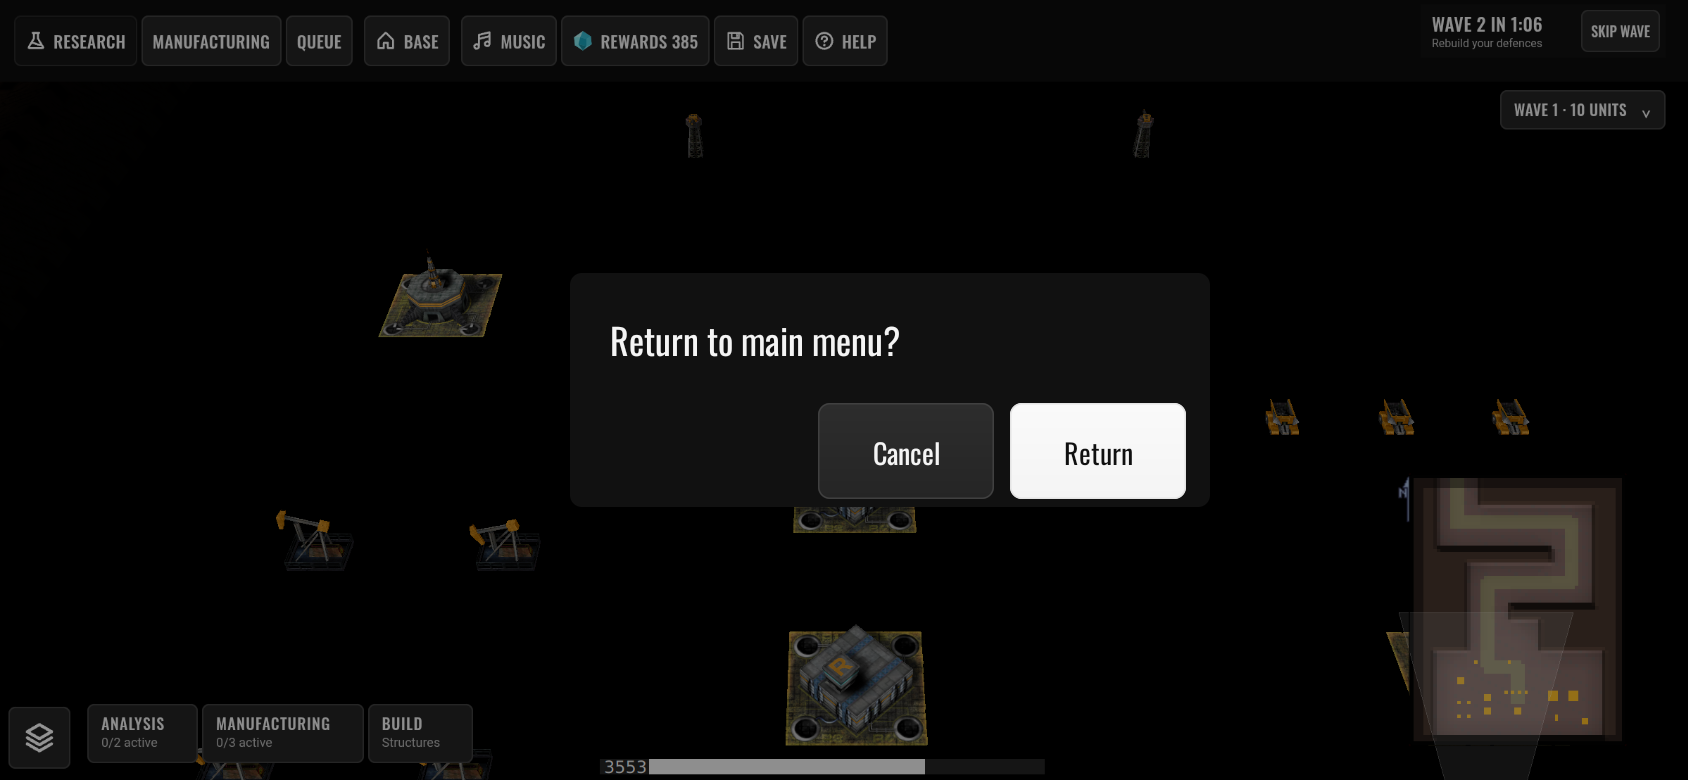 RESEARCH
MANUFACTURING
QUEUE
BASE
MUSIC
REWARDS 385
SAVE
HELP
WAVE 2 IN 1:06
Rebuild your defences
SKIP WAVE
WAVE 1 · 10 UNITS
Return to main menu?
Cancel
Return
N
R
ANALYSIS
0/2 active
MANUFACTURING
0/3 active
BUILD
Structures
3553